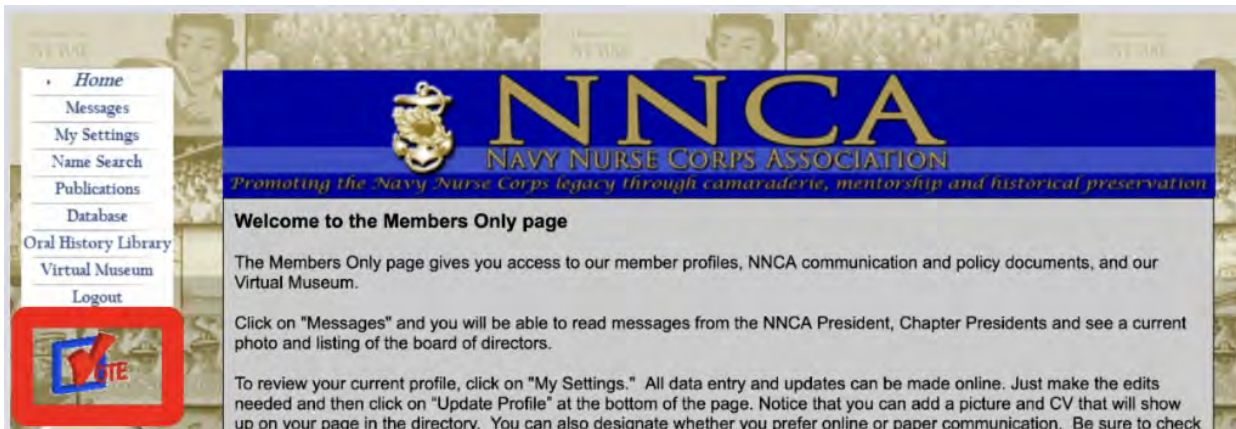 Home
Messages
My Settings
Name Search
Publications
Database
Oral History Library
Virtual Museum
Logout
VOTE
NNCA
NAVY NURSE CORPS ASSOCIATION
Promoting the Navy Nurse Corps legacy through camaraderie, mentorship and historical preservation
Welcome to the Members Only page
The Members Only page gives you access to our member profiles, NNCA communication and policy documents, and our
Virtual Museum.
Click on "Messages" and you will be able to read messages from the NNCA President, Chapter Presidents and see a current
photo and listing of the board of directors.
To review your current profile, click on "My Settings." All data entry and updates can be made online. Just make the edits
needed and then click on "Update Profile" at the bottom of the page. Notice that you can add a picture and CV that will show
up on your page in the directory. You can also designate whether you prefer online or paper communication. Be sure to check